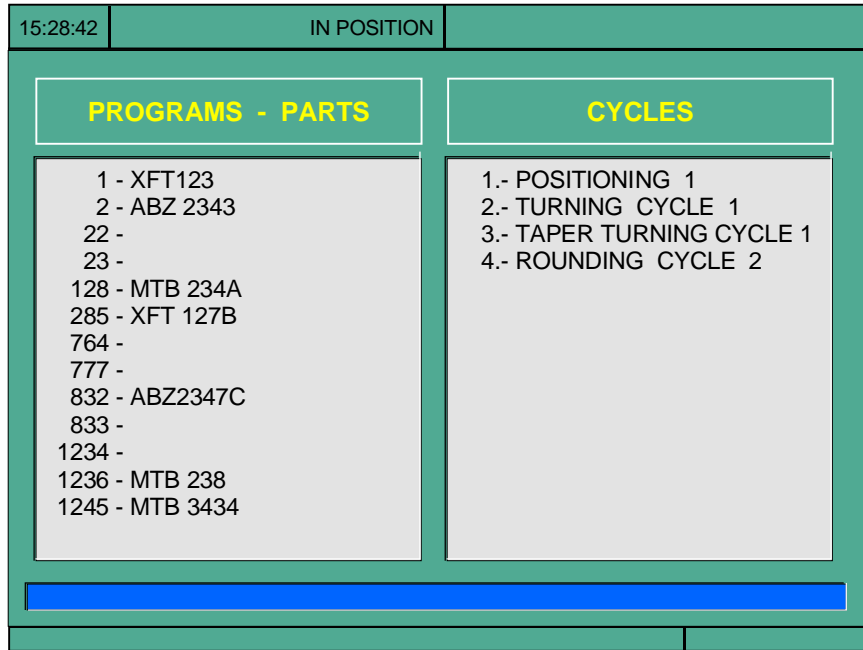 15:28:42 IN POSITION
PROGRAMS - PARTS
1 - XFT123
2 - ABZ 2343
22 -
23 -
128 - MTB 234A
285 - XFT 127B
764 -
777 -
832 - ABZ2347C
833 -
1234 -
1236 - MTB 238
1245 - MTB 3434
CYCLES
1.- POSITIONING 1
2.- TURNING CYCLE 1
3.- TAPER TURNING CYCLE 1
4.- ROUNDING CYCLE 2